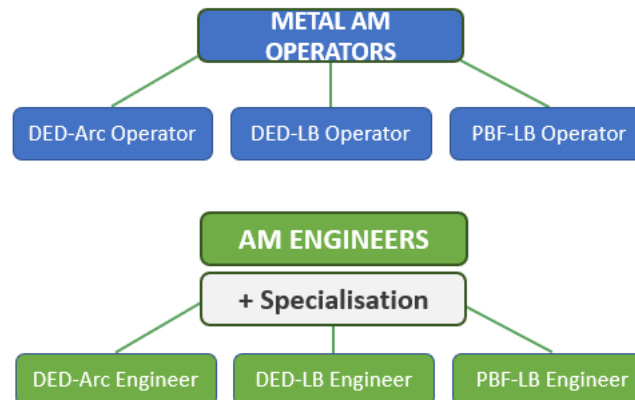 METAL AM
OPERATORS
DED-Arc Operator
DED-LB Operator
PBF-LB Operator
AM ENGINEERS
+ Specialisation
DED-Arc Engineer
DED-LB Engineer
PBF-LB Engineer